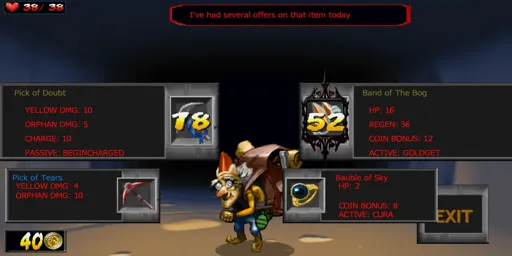 38/38
I've had several offers on that item today
Pick of Doubt
YELLOW DMG: 10
ORPHAN DMG: 5
CHARGE: 10
PASSIVE: BEGINCHARGED
78
52
Band of The Bog
HP: 16
REGEN: 36
COIN BONUS: 12
ACTIVE: GOLDGET
Pick of Tears
YELLOW DMG: 4
ORPHAN DMG: 10
Bauble of Sky
HP: 2
COIN BONUS: 8
ACTIVE: CURA
EXIT
40